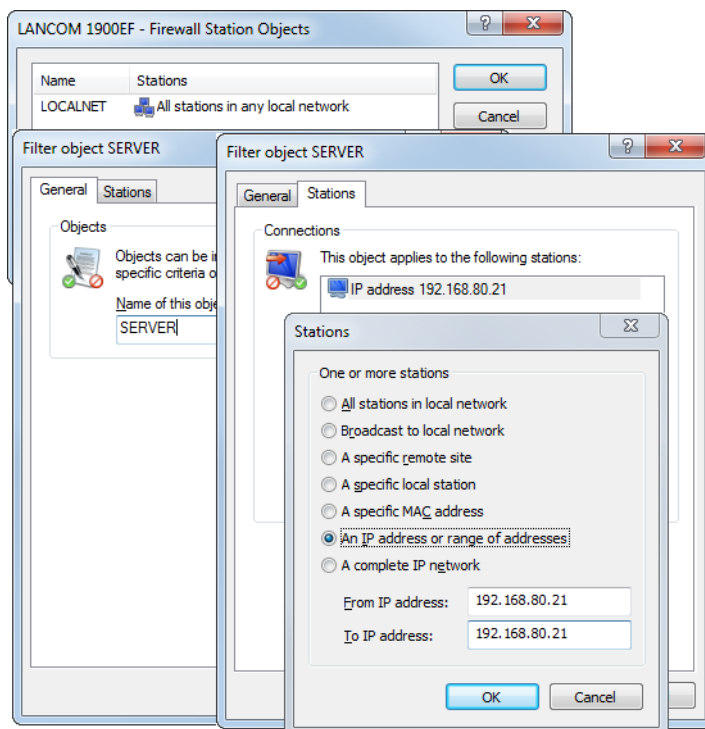 LANCOM 1900EF - Firewall Station Objects
Name Stations
LOCALNET All stations in any local network
OK
Cancel
Filter object SERVER
General Stations
Objects
Objects can be
specific criteria
Name of this
SERVER
Filter object SERVER
General Stations
Connections
This object applies to the following stations:
IP address 192.168.80.21
Stations
One or more stations
All stations in local network
Broadcast to local network
A specific remote site
A specific local station
A specific MAC address
An IP address or range of addresses
A complete IP network
From IP address: 192.168.80.21
To IP address: 192.168.80.21
OK Cancel